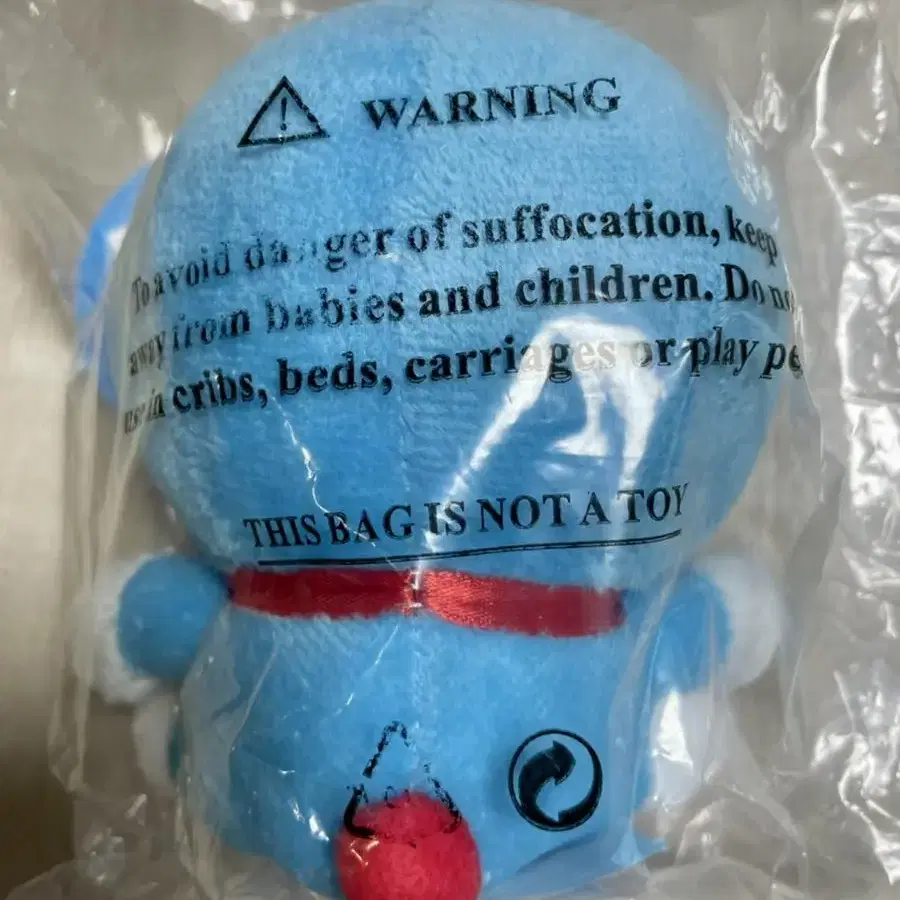 WARNING
To avoid danger of suffocation, keep
away from babies and children. Do not
use in cribs, beds, carriages or play pe
THIS BAG IS NOT A TOY